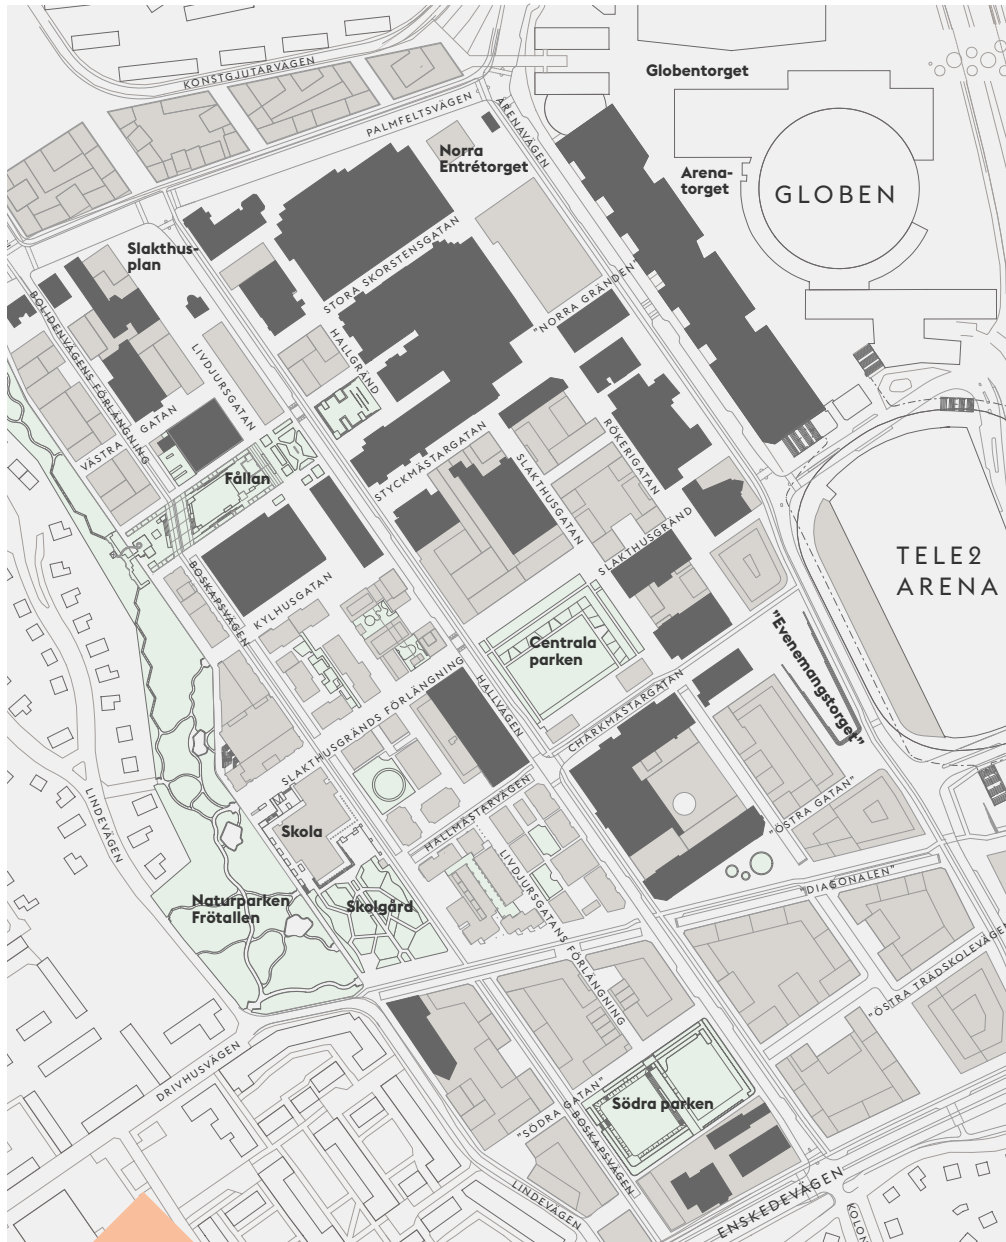 KONSTGJUTARVÄGEN
Globentorget
PALMFELTSVÄGEN
ARENAVÄGEN
Norra
Entrétorget
Arena-
torget
GLOBEN
Slakthus-
plan
STORA SKORSTENSGATAN
"NORRA GRÄNDEN"
BOLIDENVÄGENS FÖRLÄNGNING
LIVDJURSGATAN
HALLGRÄND
VÄSTRA GATAN
STYCKMÄSTARGATAN
RÖKERIGATAN
SLAKTHUSGATAN
Fållan
SLAKTHUSGRÄND
TELE2
ARENA
BOSKAPSVÄGEN
KYLHUSGATAN
Centrala
parken
"Evenemangstorget"
SLAKTHUSGRÄNDS FÖRLÄNGNING
HALLVÄGEN
CHARKMÄSTARGATAN
LINDEVÄGEN
HALLMÄSTARVÄGEN
"ÖSTRA GATAN"
Skola
LIVDJURSGATANS FÖRLÄNGNING
"DIAGONALEN"
Naturparken
Frötallen
Skolgård
"ÖSTRA TRÄDSKOLEVÄGEN
DRIVHUSVÄGEN
Södra parken
"SÖDRA GATAN"
BOSKAPSVÄGEN
LINDEVÄGEN
ENSKEDEVÄGEN
KOLON